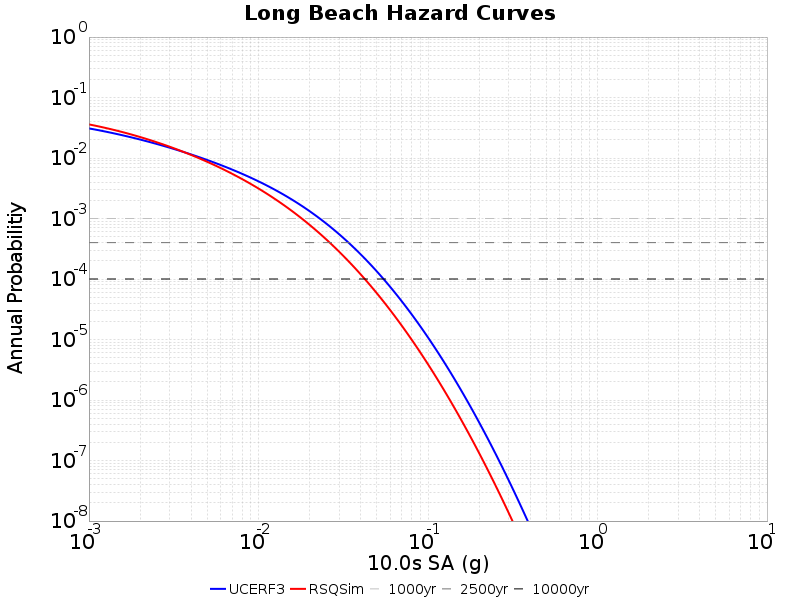 Long Beach Hazard Curves
10^0
10^-1
10^-2
10^-3
10^-4
10^-5
10^-6
10^-7
10^-8
Annual Probabilitiy
10^-3 10^-2 10^-1 10^0 10^1
10.0s SA (g)
UCERF3 RSQSim 1000yr 2500yr 10000yr